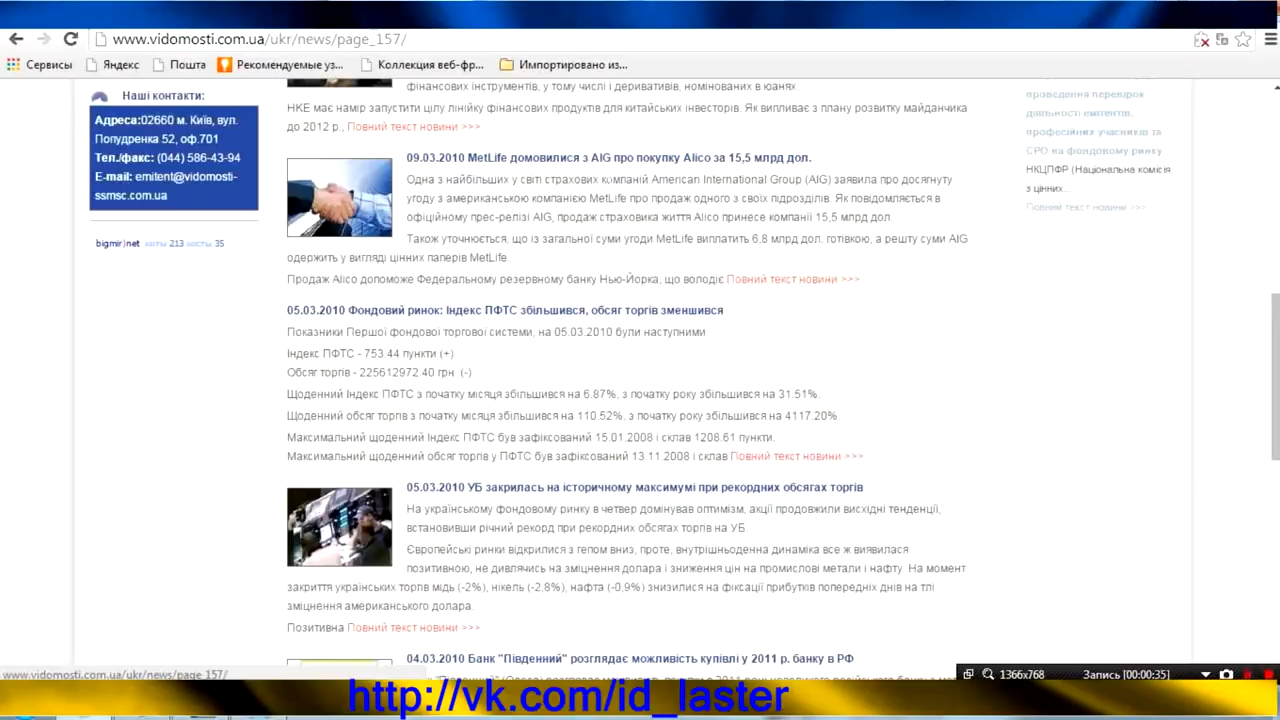 www.vidomosti.com.ua/ukr/news/page_157/
Сервисы Яндекс Пошта Рекомендуемые уз... Коллекция веб-фр... Импортировано из...
Наші контакти:
Адреса:02660 м. Київ, вул.
Попудренка 52, оф.701
Тел./факс: (044) 586-43-94
E-mail: emitent@vidomosti-
ssmsc.com.ua
bigmir)net хиты 213 хосты 35
фінансових інструментів, у тому числі і деривативів, номінованих в юанях
НКЕ має намір запустити цілу лінійку фінансових продуктів для китайських інвесторів. Як випливає з плану розвитку майданчика
до 2012 р., Повний текст новини >>>
09.03.2010 MetLife домовилися з AIG про покупку Alico за 15,5 млрд дол.
Одна з найбільших у світі страхових компаній American International Group (AIG) заявила про досягнуту
угоду з американською компанією MetLife про продаж одного з своїх підрозділів. Як повідомляється в
офіційному прес-релізі AIG, продаж страховика життя Alico принесе компанії 15,5 млрд дол.
Також уточнюється, що із загальної суми угоди MetLife виплатить 6,8 млрд дол. готівкою, а решту суми AIG
одержить у вигляді цінних паперів MetLife
Продаж Alico допоможе Федеральному резервному банку Нью-Йорка, що володіє Повний текст новини >>>
05.03.2010 Фондовий ринок: Індекс ПФТС збільшився, обсяг торгів зменшився
Показники Першої фондової торгової системи, на 05.03.2010 були наступними
Індекс ПФТС - 753.44 пункти (+)
Обсяг торгів - 225612972.40 грн (-)
Щоденний Індекс ПФТС з початку місяця збільшився на 6.87%, з початку року збільшився на 31.51%.
Щоденний обсяг торгів з початку місяця збільшився на 110.52%, з початку року збільшився на 4117.20%
Максимальний щоденний Індекс ПФТС був зафіксований 15.01.2008 і склав 1208.61 пункти.
Максимальний щоденний обсяг торгів у ПФТС був зафіксований 13.11.2008 і склав Повний текст новини >>>
05.03.2010 УБ закрилась на історичному максимумі при рекордних обсягах торгів
На українському фондовому ринку в четвер домінував оптимізм, акції продовжили висхідні тенденції,
встановивши річний рекорд при рекордних обсягах торгів на УБ
Європейські ринки відкрилися з гепом вниз, проте, внутрішньоденна динаміка все ж виявилася
позитивною, не дивлячись на зміцнення долара і зниження цін на промислові метали і нафту. На момент
закриття українських торгів мідь (-2%), нікель (-2,8%), нафта (-0,9%) знизилися на фіксації прибутків попередніх днів на тлі
зміцнення американського долара.
Позитивна Повний текст новини >>>
04.03.2010 Банк "Південний" розглядає можливість купівлі у 2011 р. банку в РФ
проведення перевірок
діяльності емітентів,
професійних учасників та
СРО на фондовому ринку
НКЦПФР (Національна комісія
з цінних...
Повний текст новини >>>
www.vidomosti.com.ua/ukr/news/page_157/
1366x768 Запись [00:00:35]
http://vk.com/id_laster